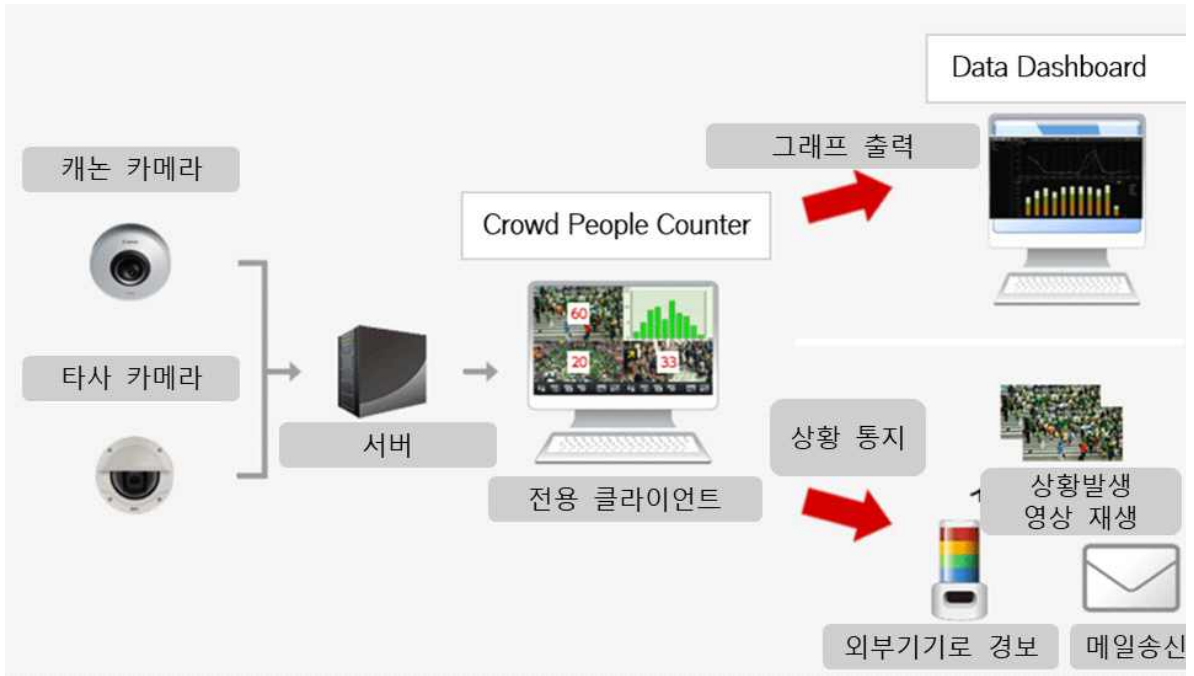 Data Dashboard
그래프 출력
캐논 카메라
Crowd People Counter
60
20
33
타사 카메라
서버
전용 클라이언트
상황 통지
상황발생
영상 재생
외부기기로 경보
메일송신